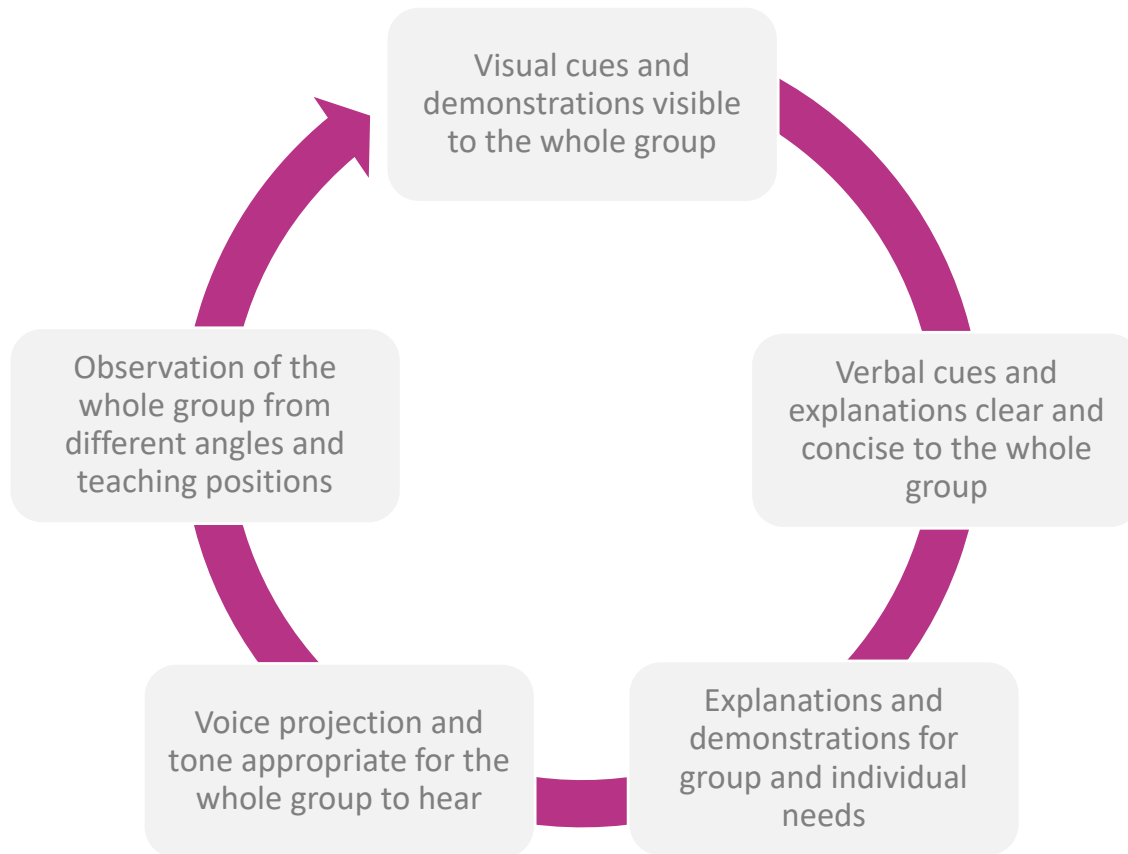 Visual cues and
demonstrations visible
to the whole group
Verbal cues and
explanations clear and
concise to the whole
group
Explanations and
demonstrations for
group and individual
needs
Voice projection and
tone appropriate for the
whole group to hear
Observation of the
whole group from
different angles and
teaching positions